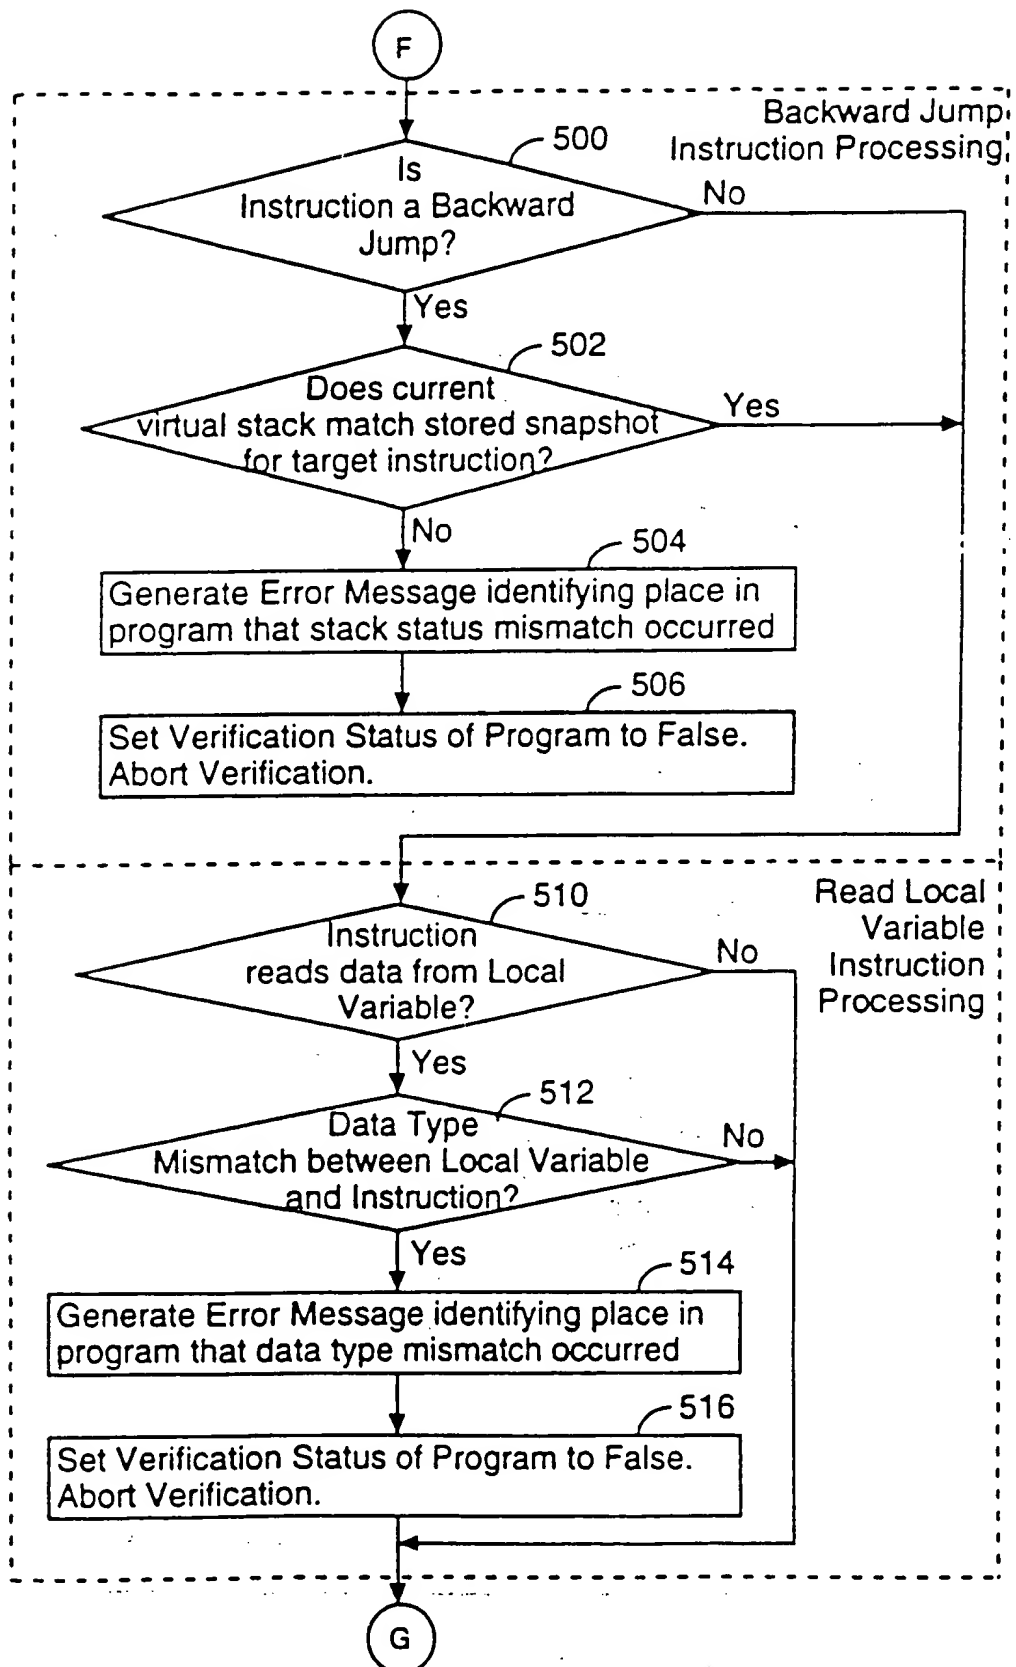 F
Backward Jump
Instruction Processing
500
Is
Instruction a Backward
Jump?
No
Yes
502
Does current
virtual stack match stored snapshot
for target instruction?
Yes
No
504
Generate Error Message identifying place in
program that stack status mismatch occurred
506
Set Verification Status of Program to False.
Abort Verification.
Read Local
Variable
Instruction
Processing
510
Instruction
reads data from Local
Variable?
No
Yes
512
Data Type
Mismatch between Local Variable
and Instruction?
No
Yes
514
Generate Error Message identifying place in
program that data type mismatch occurred
516
Set Verification Status of Program to False.
Abort Verification.
G